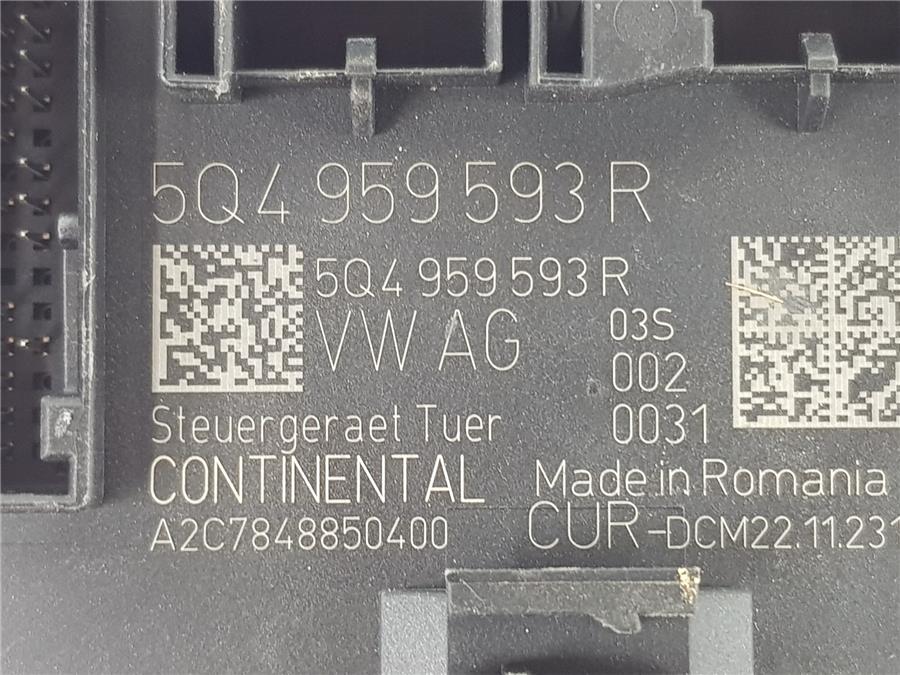 5Q4 959 593 R
5Q4 959 593 R
VW AG
03S
002
0031
Steuergeraet Tuer
CONTINENTAL
Made in Romania
A2C7848850400
CUR-DCM22.11.231